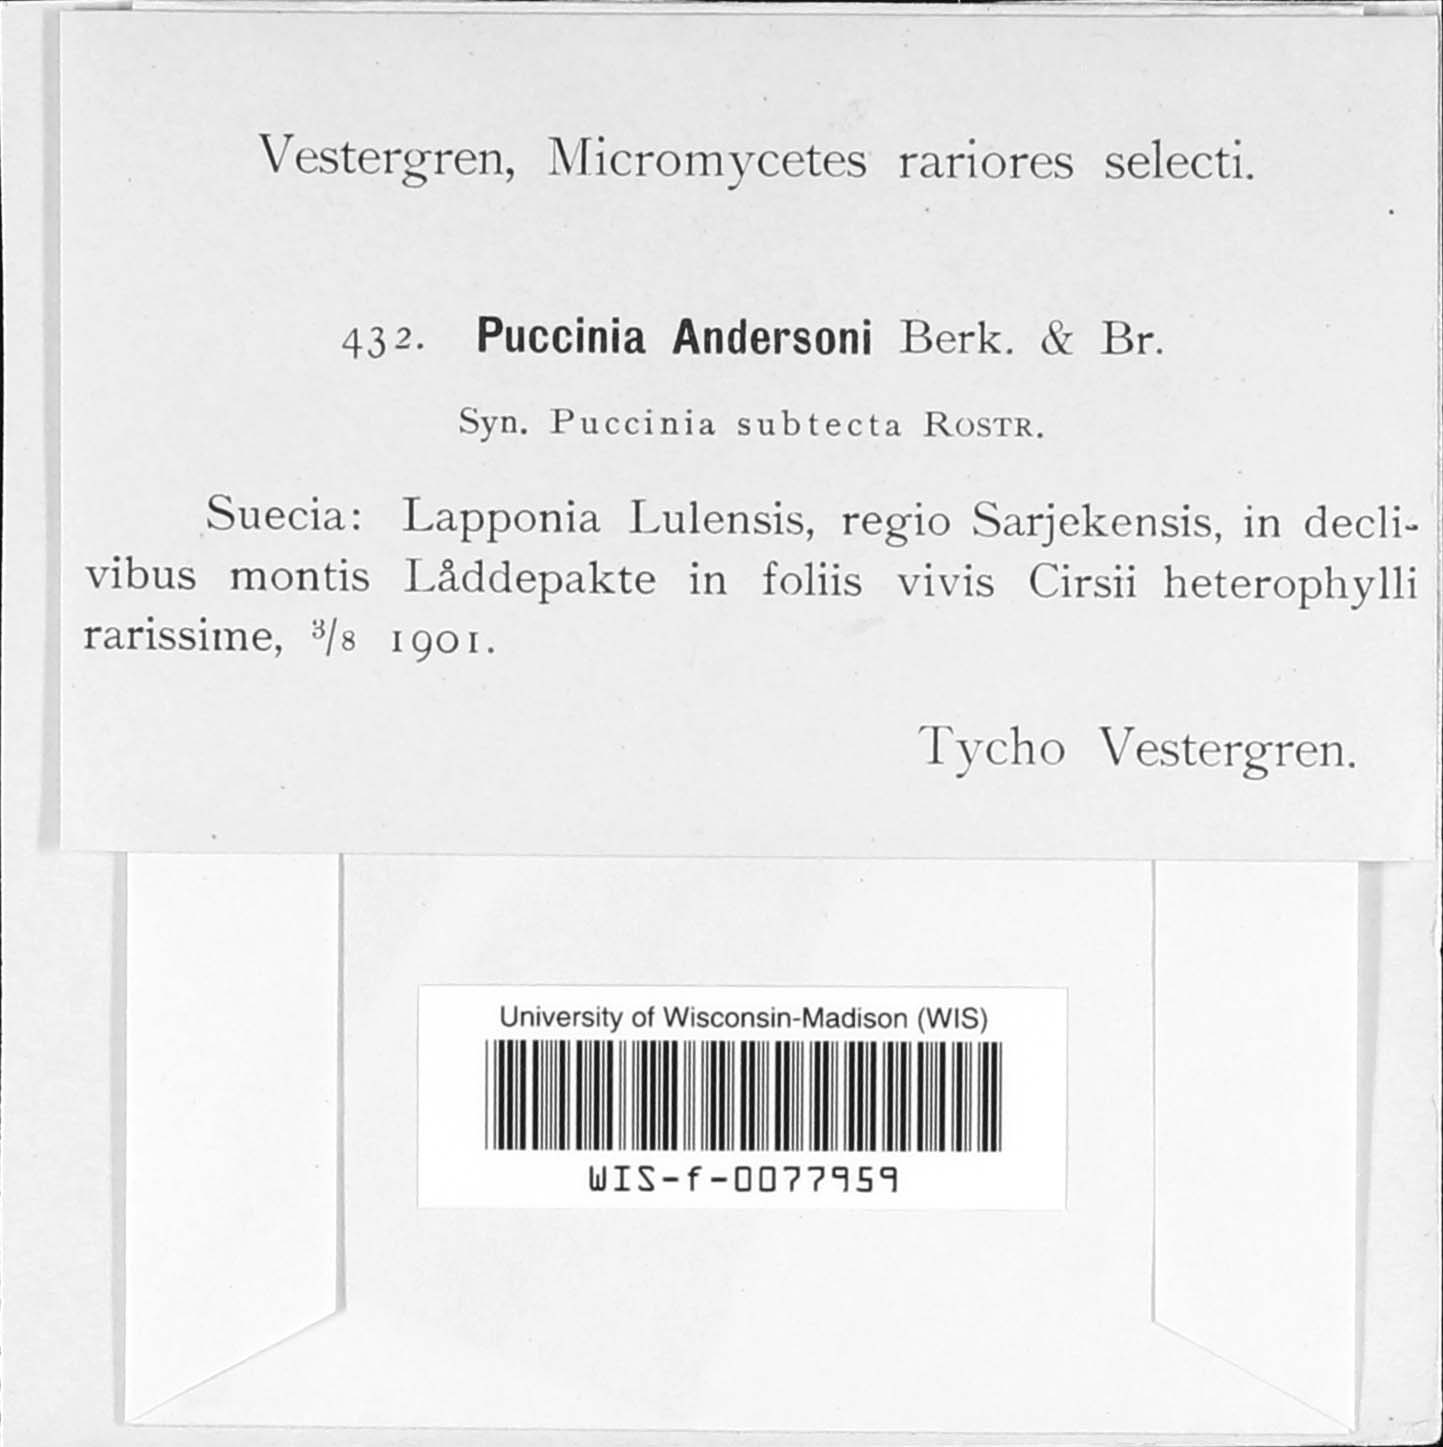 Vestergren, Micromycetes rariores selecti.
432. Puccinia Andersoni Berk. & Br.
Syn. Puccinia subtecta ROSTR.
Suecia: Lapponia Lulensis, regio Sarjekensis, in decli-
vibus montis Låddepakte in foliis vivis Cirsii heterophylli
rarissime, 3/8 1901.
Tycho Vestergren.
University of Wisconsin-Madison (WIS)
WIS-f-0077959